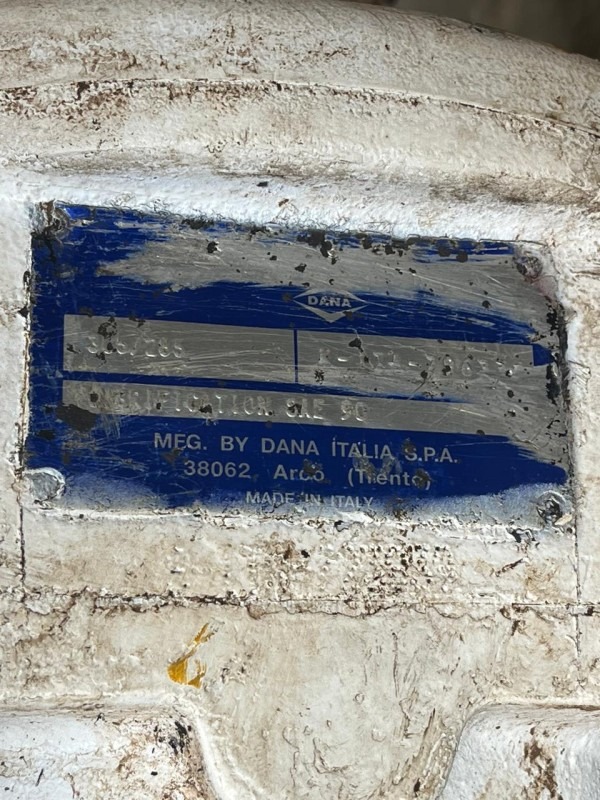 DANA
LUBRIFICATION SAE 90
MFG. BY DANA ITALIA S.P.A.
38062 Arco (Trento)
MADE IN ITALY